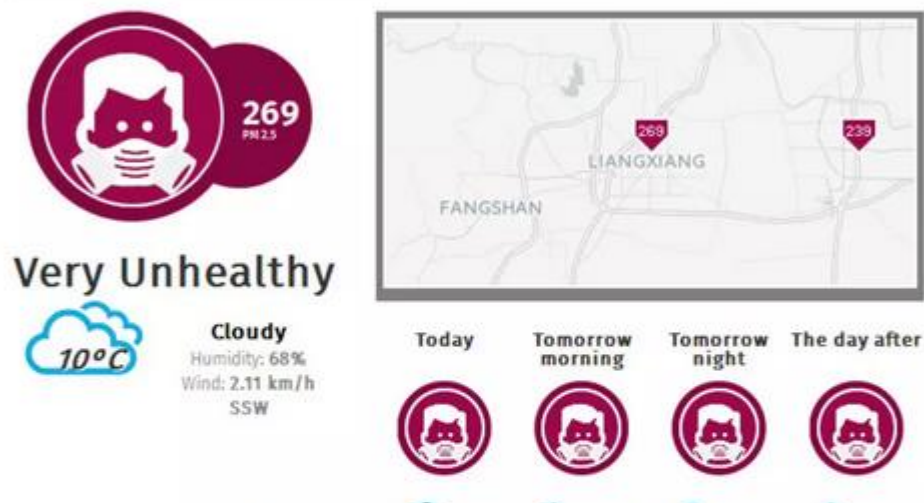 269
PM2.5
Very Unhealthy
10°C
Cloudy
Humidity: 68%
Wind: 2.11 km/h
SSW
269
239
LIANGXIANG
FANGSHAN
Today
Tomorrow
morning
Tomorrow
night
The day after